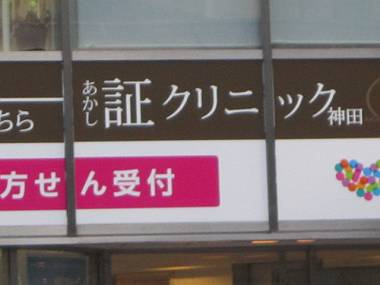 ちら
あかし
証クリニック神田
方せん受付